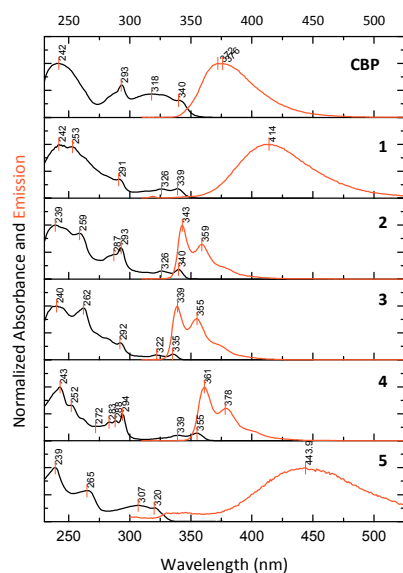 250 300 350 400 450 500
CBP
242 293 318 340 372 376
1
242 253 291 326 339 414
2
239 259 287 293 326 340 343 359
3
240 262 292 322 335 339 355
4
243 252 272 283 288 294 339 355 361 378
5
239 265 307 320 443.9
250 300 350 400 450 500
Wavelength (nm)
Normalized Absorbance and Emission